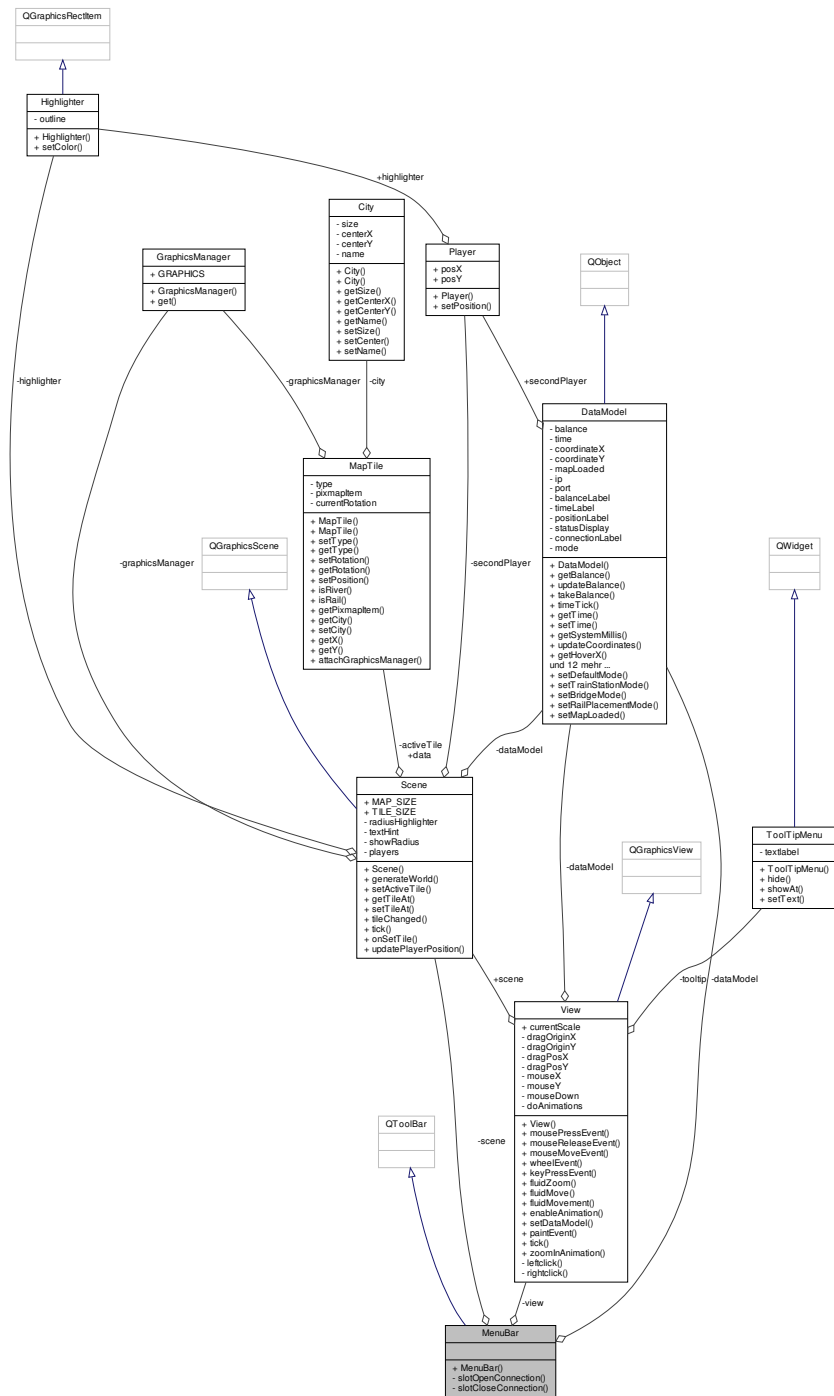 QGraphicsRectItem
Highlighter
- outline
+ Highlighter()
+ setColor()
+highlighter
City
- size
- centerX
- centerY
- name
+ City()
+ City()
+ getSize()
+ getCenterX()
+ getCenterY()
+ getName()
+ setSize()
+ setCenter()
+ setName()
GraphicsManager
+ GRAPHICS
+ GraphicsManager()
+ get()
Player
+ posX
+ posY
+ Player()
+ setPosition()
QObject
-highlighter
-graphicsManager
-city
+secondPlayer
DataModel
- balance
- time
- coordinateX
- coordinateY
- mapLoaded
- ip
- port
- balanceLabel
- timeLabel
- positionLabel
- statusDisplay
- connectionLabel
- mode
+ DataModel()
+ getBalance()
+ updateBalance()
+ takeBalance()
+ timeTick()
+ getTime()
+ setTime()
+ getSystemMillis()
+ updateCoordinates()
+ getHoverX()
und 12 mehr ...
+ setDefaultMode()
+ setTrainStationMode()
+ setBridgeMode()
+ setRailPlacementMode()
+ setMapLoaded()
MapTile
- type
- pixmapItem
- currentRotation
+ MapTile()
+ MapTile()
+ setType()
+ getType()
+ setRotation()
+ getRotation()
+ setPosition()
+ isRiver()
+ isRail()
+ getPixmapItem()
+ getCity()
+ setCity()
+ getX()
+ getY()
+ attachGraphicsManager()
QGraphicsScene
-graphicsManager
-secondPlayer
QWidget
-activeTile
+data
-dataModel
Scene
+ MAP_SIZE
+ TILE_SIZE
- radiusHighlighter
- textHint
- showRadius
- players
+ Scene()
+ generateWorld()
+ setActiveTile()
+ getTileAt()
+ setTileAt()
+ tileChanged()
+ tick()
+ onSetTile()
+ updatePlayerPosition()
QGraphicsView
-dataModel
ToolTipMenu
- textlabel
+ ToolTipMenu()
+ hide()
+ showAt()
+ setText()
+scene
-tooltip
-dataModel
View
+ currentScale
- dragOriginX
- dragOriginY
- dragPosX
- dragPosY
- mouseX
- mouseY
- mouseDown
- doAnimations
+ View()
+ mousePressEvent()
+ mouseReleaseEvent()
+ mouseMoveEvent()
+ wheelEvent()
+ keyPressEvent()
+ fluidZoom()
+ fluidMove()
+ fluidMovement()
+ enableAnimation()
+ setDataModel()
+ paintEvent()
+ tick()
+ zoomInAnimation()
- leftclick()
- rightclick()
QToolBar
-scene
-view
MenuBar
+ MenuBar()
- slotOpenConnection()
- slotCloseConnection()